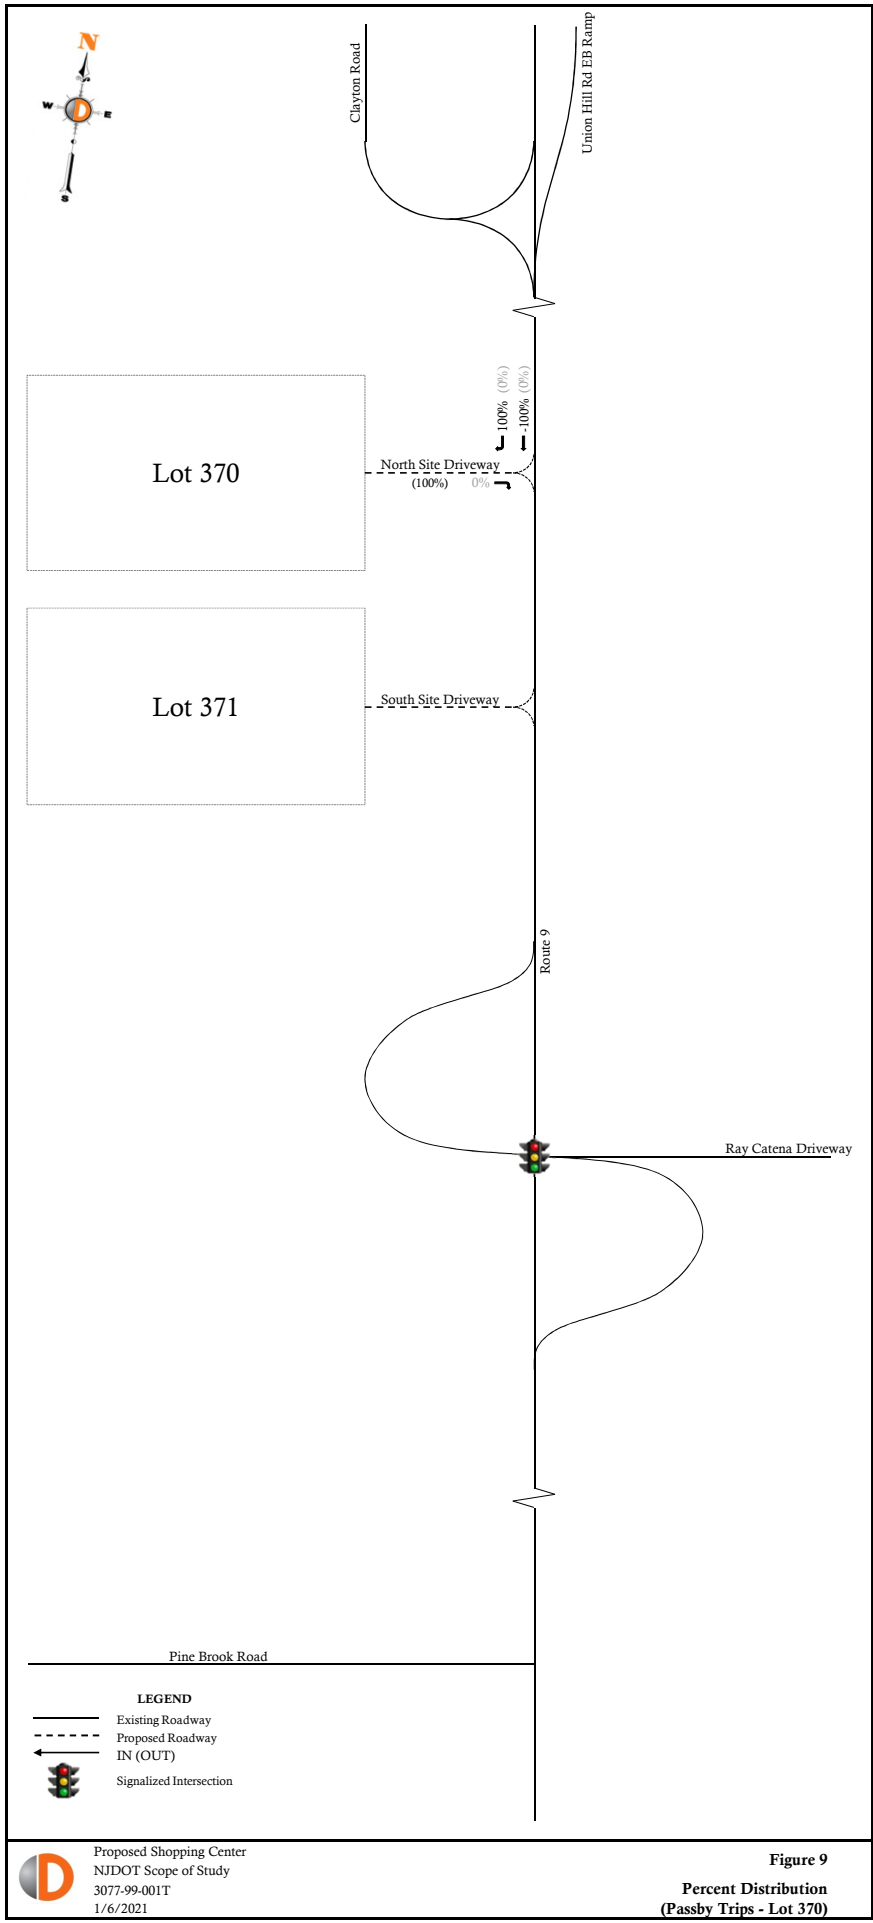 N
W
E
S
Clayton Road
Union Hill Rd EB Ramp
100% (0%)
-100% (0%)
Lot 370
North Site Driveway
(100%) 0%
Lot 371
South Site Driveway
Route 9
Ray Catena Driveway
Pine Brook Road
LEGEND
Existing Roadway
Proposed Roadway
IN (OUT)
Signalized Intersection
Proposed Shopping Center
NJDOT Scope of Study
3077-99-001T
1/6/2021
Figure 9
Percent Distribution
(Passby Trips - Lot 370)